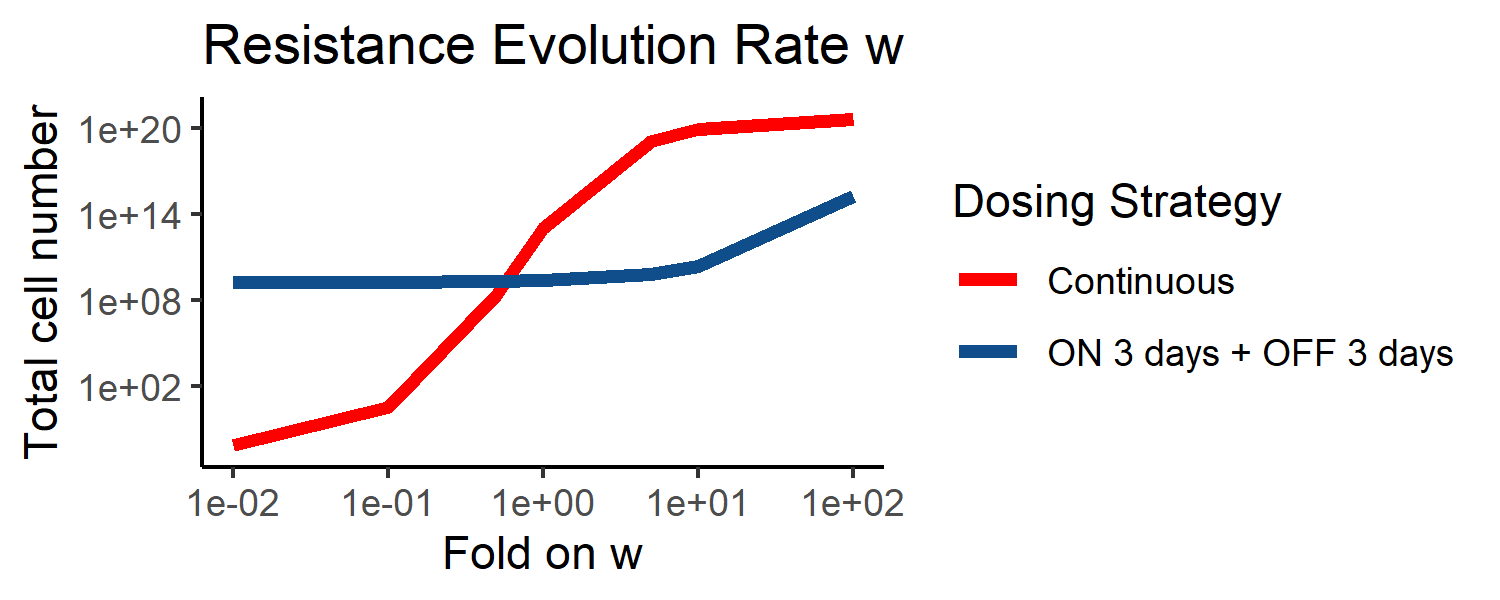 Resistance Evolution Rate w
Total cell number
1e+20
1e+14
1e+08
1e+02
1e-02 1e-01 1e+00 1e+01 1e+02
Fold on w
Dosing Strategy
Continuous
ON 3 days + OFF 3 days